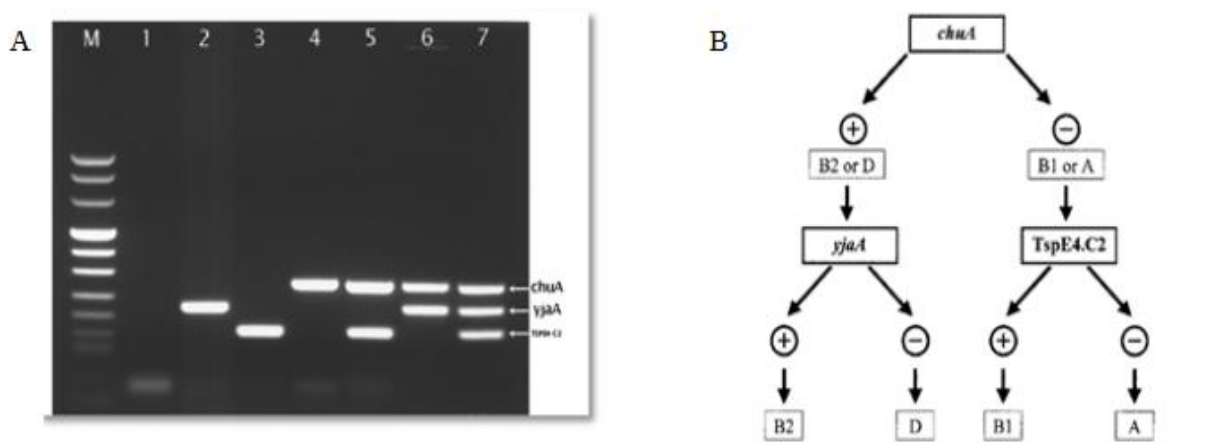 A
M 1 2 3 4 5 6 7
chuA
yjaA
B
chuA
+ −
B2 or D B1 or A
yjaA TspE4.C2
+ − + −
B2 D B1 A